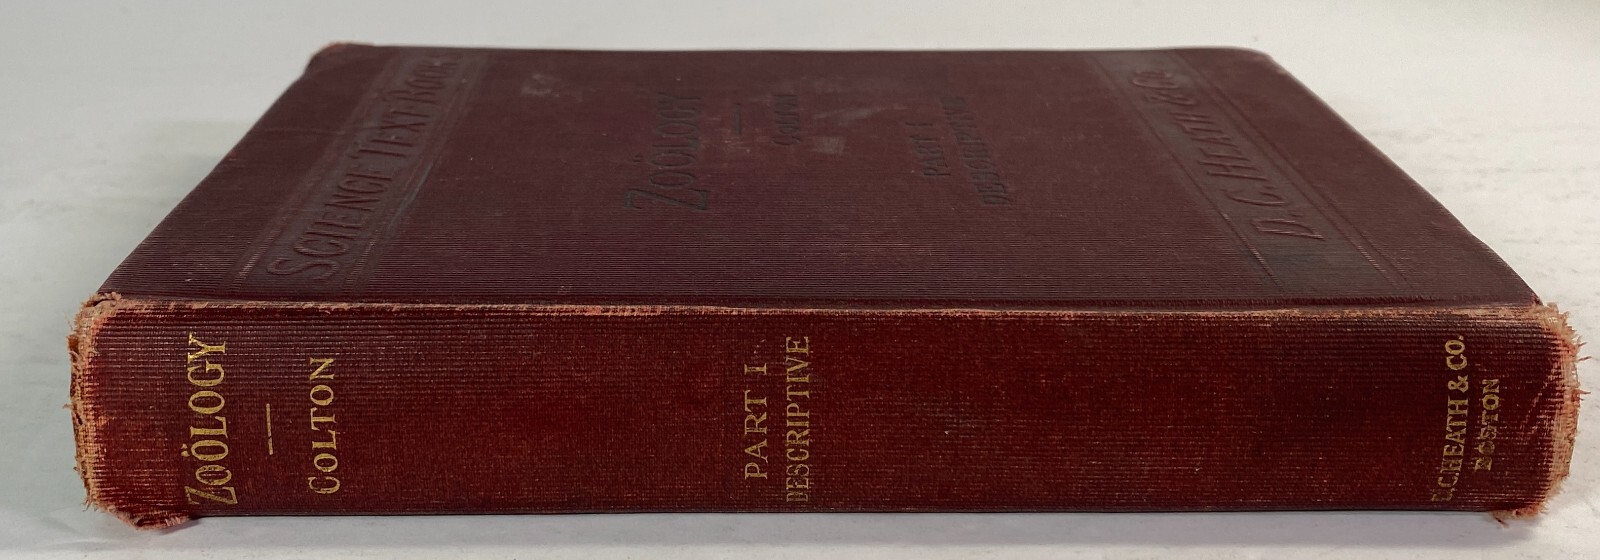 SCIENCE TEXT BOOKS
ZOÖLOGY
COLTON
PART I
DESCRIPTIVE
D. C. HEATH & CO.
ZOÖLOGY
COLTON
PART I
DESCRIPTIVE
D.C. HEATH & CO.
BOSTON